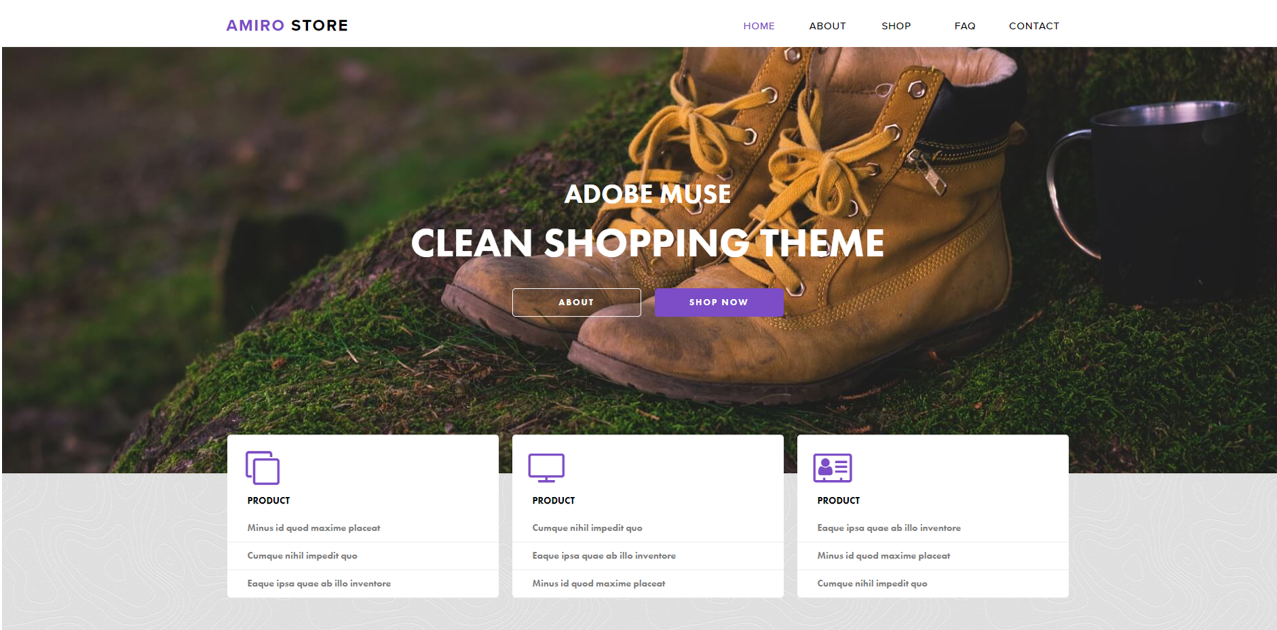 AMIRO STORE
HOME ABOUT SHOP FAQ CONTACT
ADOBE MUSE
CLEAN SHOPPING THEME
ABOUT SHOP NOW
PRODUCT
Minus id quod maxime placeat
Cumque nihil impedit quo
Eaque ipsa quae ab illo inventore
PRODUCT
Cumque nihil impedit quo
Eaque ipsa quae ab illo inventore
Minus id quod maxime placeat
PRODUCT
Eaque ipsa quae ab illo inventore
Minus id quod maxime placeat
Cumque nihil impedit quo